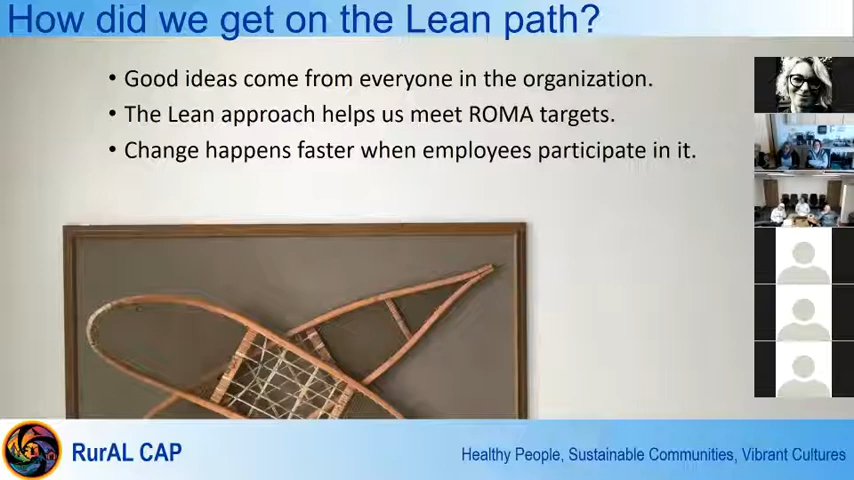 How did we get on the Lean path?
• Good ideas come from everyone in the organization.
• The Lean approach helps us meet ROMA targets.
• Change happens faster when employees participate in it.
RurAL CAP
Healthy People, Sustainable Communities, Vibrant Cultures